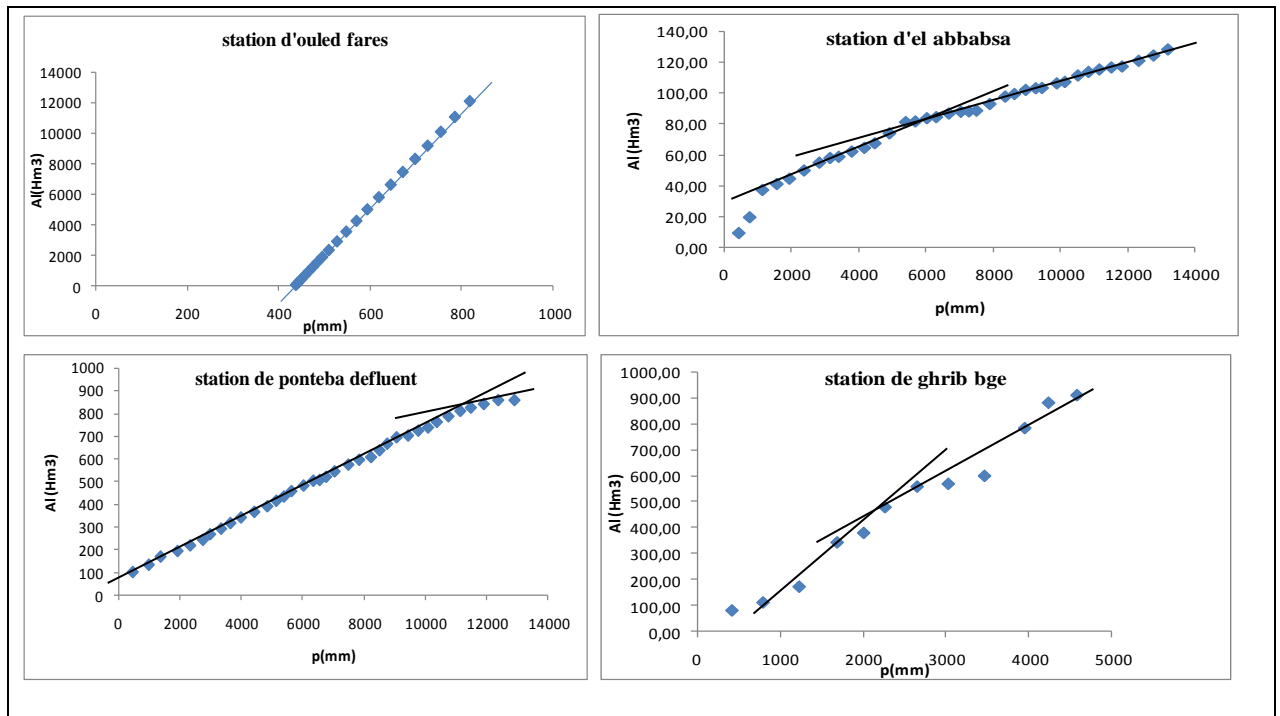 station d'ouled fares
14000
12000
10000
8000
6000
4000
2000
0
Al(Hm3)
0 200 400 600 800 1000
p(mm)
station d'el abbabsa
140,00
120,00
100,00
80,00
60,00
40,00
20,00
0,00
Al(Hm3)
0 2000 4000 6000 8000 10000 12000 14000
p(mm)
station de ponteba defluent
1000
900
800
700
600
500
400
300
200
100
0
Al (Hm3)
0 2000 4000 6000 8000 10000 12000 14000
p(mm)
station de ghrib bge
1000,00
900,00
800,00
700,00
600,00
500,00
400,00
300,00
200,00
100,00
0,00
Al(Hm3)
0 1000 2000 3000 4000 5000
p(mm)